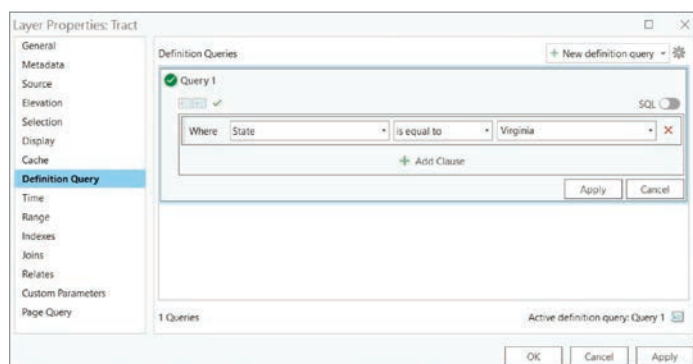 Layer Properties: Tract
General
Metadata
Source
Elevation
Selection
Display
Cache
Definition Query
Time
Range
Indexes
Joins
Relates
Custom Parameters
Page Query
Definition Queries
+ New definition query
Query 1
SQL
Where State is equal to Virginia
+ Add Clause
Apply Cancel
1 Queries
Active definition query: Query 1
OK Cancel Apply